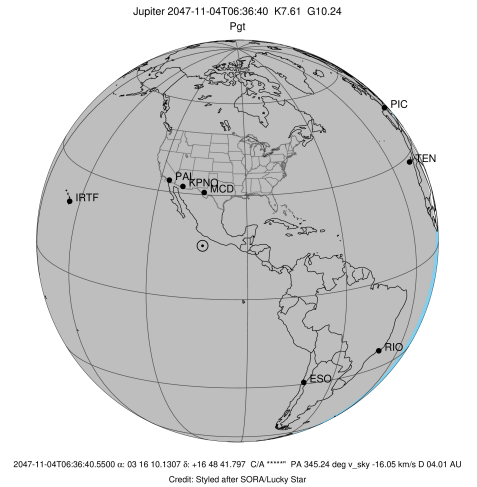 Jupiter 2047-11-04T06:36:40 K7.61 G10.24
Pgt
PIC
TEN
PAL
KPNO
MCD
IRTF
RIO
ESO
2047-11-04T06:36:40.5500 α: 03 16 10.1307 δ: +16 48 41.797 C/A *****" PA 345.24 deg v_sky -16.05 km/s D 04.01 AU
Credit: Styled after SORA/Lucky Star